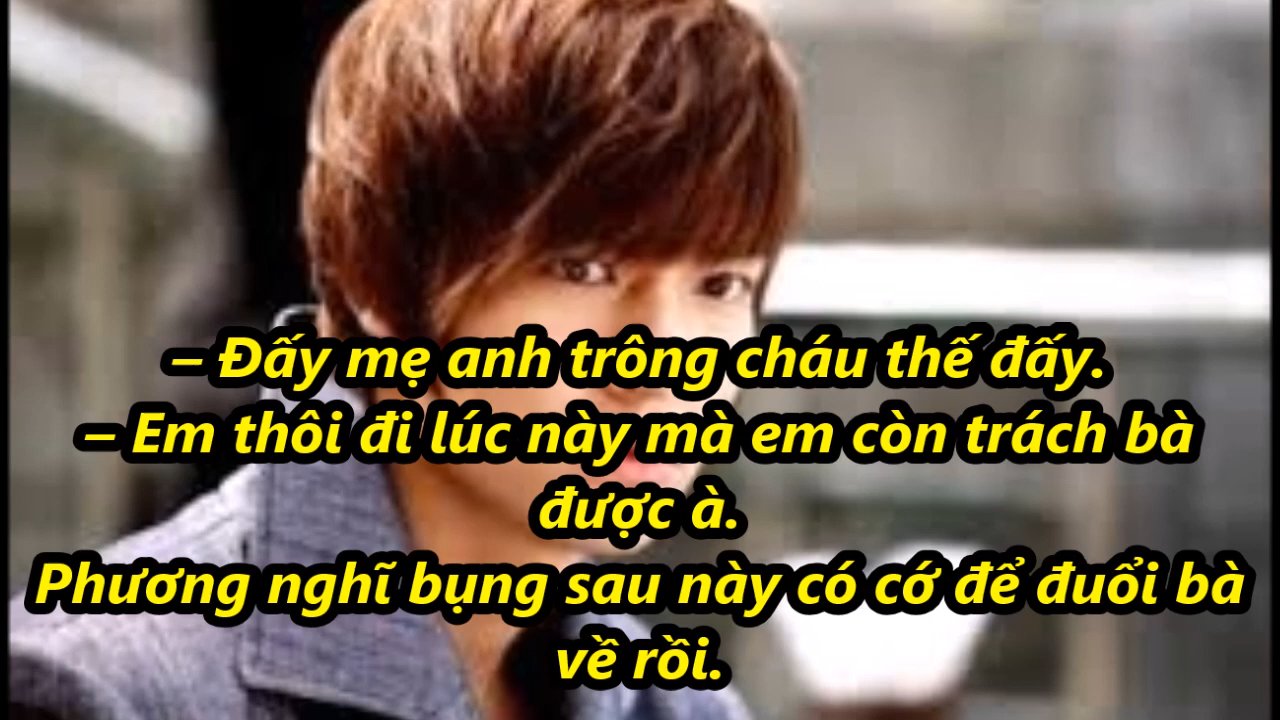 – Đấy mẹ anh trông cháu thế đấy.
– Em thôi đi lúc này mà em còn trách bà
được à.
Phương nghĩ bụng sau này có cớ để đuổi bà
về rồi.